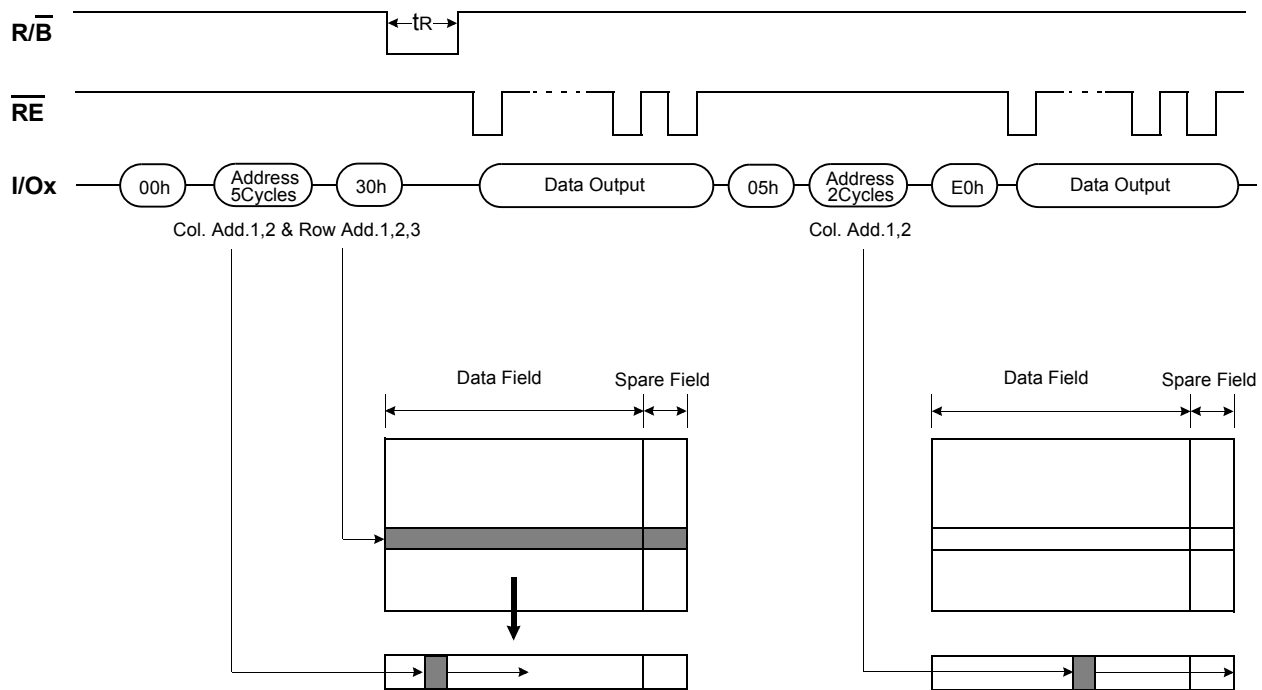 R/B
tR
RE
I/Ox
00h
Address
5Cycles
30h
Data Output
05h
Address
2Cycles
E0h
Data Output
Col. Add.1,2 & Row Add.1,2,3
Col. Add.1,2
Data Field
Spare Field
Data Field
Spare Field